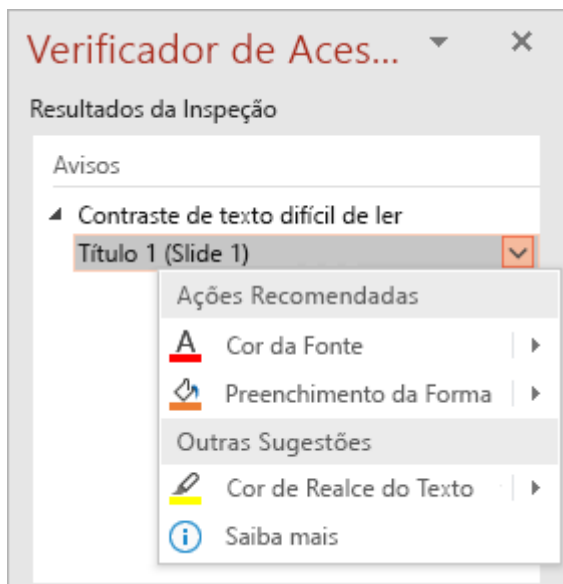 Verificador de Aces...
Resultados da Inspeção
Avisos
Contraste de texto difícil de ler
Título 1 (Slide 1)
Ações Recomendadas
Cor da Fonte
Preenchimento da Forma
Outras Sugestões
Cor de Realce do Texto
Saiba mais